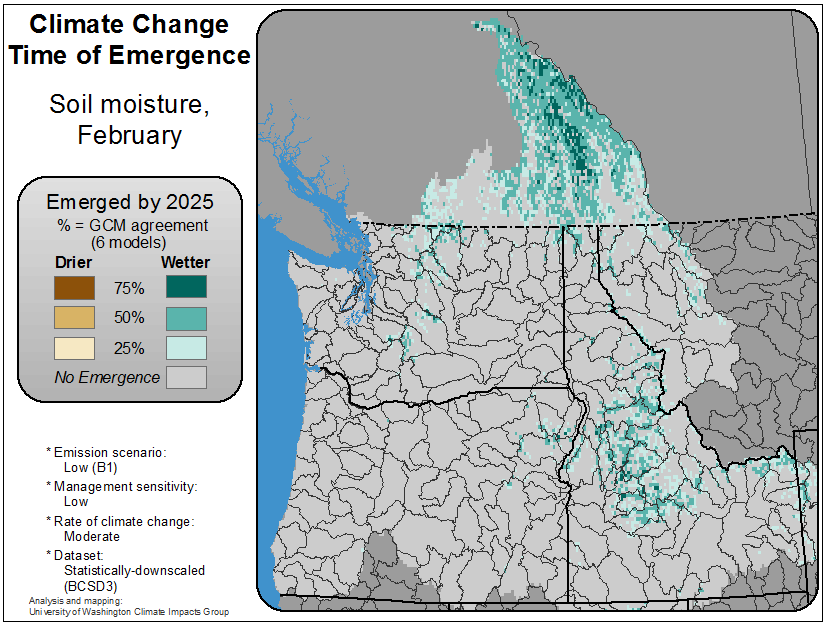 Climate Change
Time of Emergence
Soil moisture,
February
Emerged by 2025
% = GCM agreement
(6 models)
Drier Wetter
75%
50%
25%
No Emergence
* Emission scenario:
Low (B1)
* Management sensitivity:
Low
* Rate of climate change:
Moderate
* Dataset:
Statistically-downscaled
(BCSD3)
Analysis and mapping:
University of Washington Climate Impacts Group